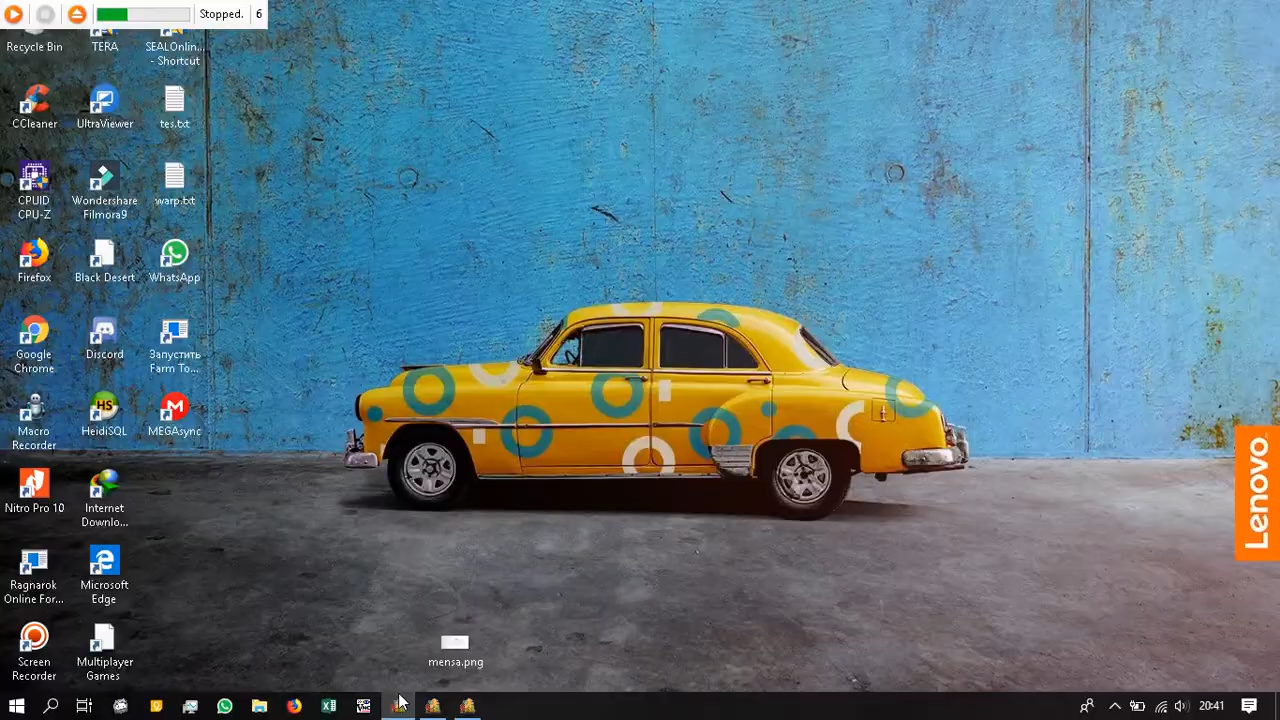 Stopped.
6
Recycle Bin
TERA
SEALOnlin...
- Shortcut
CCleaner
UltraViewer
tes.txt
CPUID
CPU-Z
Wondershare
Filmora9
warp.txt
Firefox
Black Desert
WhatsApp
Google
Chrome
Discord
Запустить
Farm To...
Macro
Recorder
HS
HeidiSQL
MEGAsync
Nitro Pro 10
Internet
Downlo...
Ragnarok
Online For...
Microsoft
Edge
Screen
Recorder
Multiplayer
Games
mensa.png
Lenovo
20:41